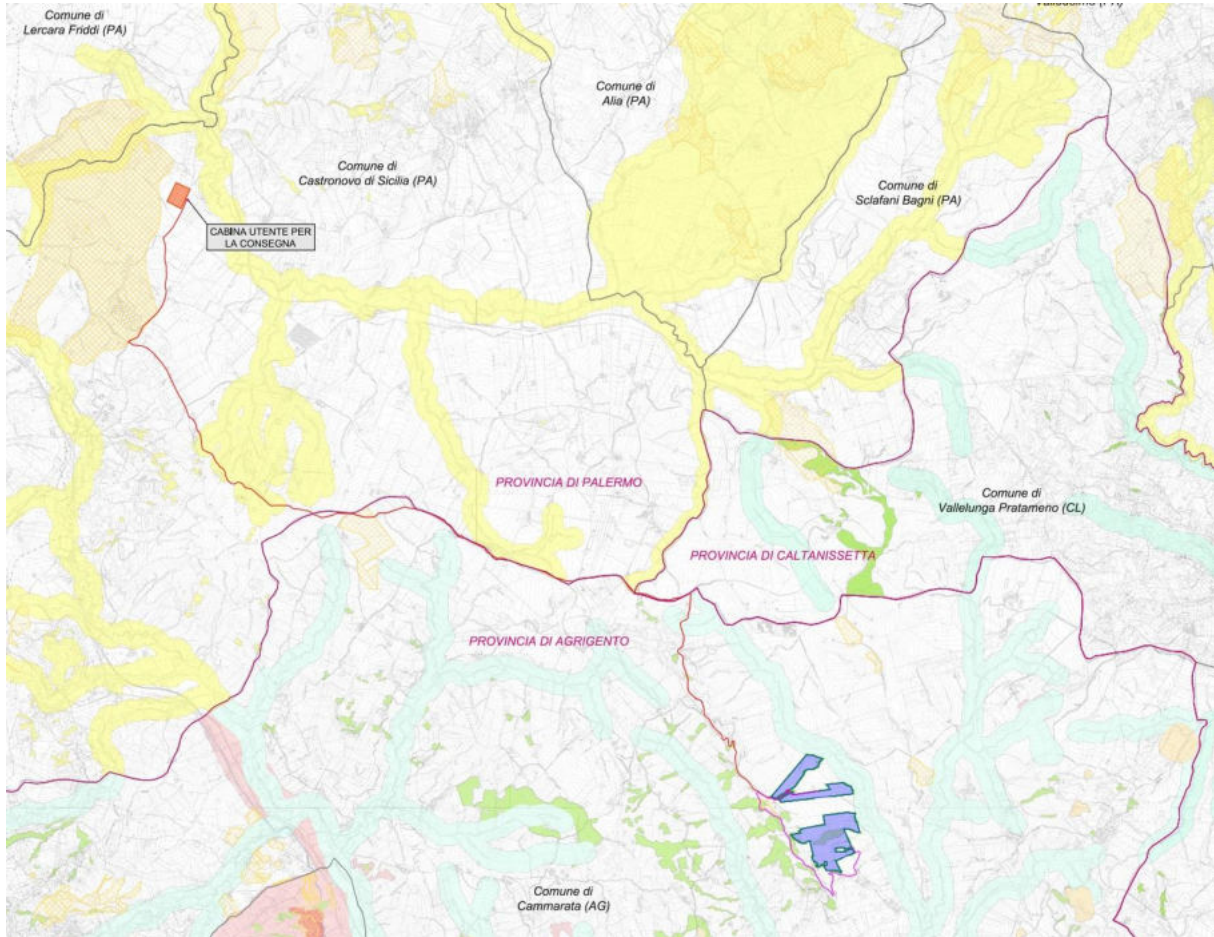 Comune di
Lercara Friddi (PA)
Comune di
Alia (PA)
Comune di
Castronovo di Sicilia (PA)
Comune di
Sclafani Bagni (PA)
CABINA UTENTE PER
LA CONSEGNA
PROVINCIA DI PALERMO
Comune di
Vallelunga Pratameno (CL)
PROVINCIA DI CALTANISSETTA
PROVINCIA DI AGRIGENTO
Comune di
Cammarata (AG)